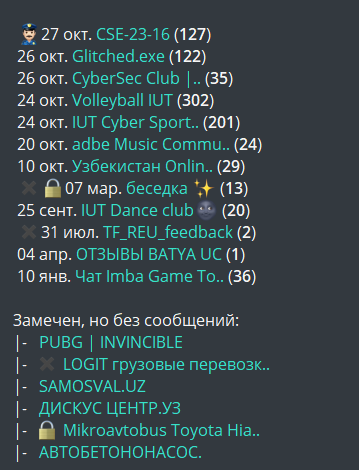 27 окт. CSE-23-16 (127)
26 окт. Glitched.exe (122)
26 окт. CyberSec Club |.. (35)
24 окт. Volleyball IUT (302)
24 окт. IUT Cyber Sport.. (201)
20 окт. adbe Music Commu.. (24)
10 окт. Узбекистан Onlin.. (29)
07 мар. беседка ✨ (13)
25 сент. IUT Dance club🌚 (20)
31 июл. TF_REU_feedback (2)
04 апр. ОТЗЫВЫ BATYA UC (1)
10 янв. Чат Imba Game To.. (36)
Замечен, но без сообщений:
|- PUBG | INVINCIBLE
|- ✖ LOGIT грузовые перевозк..
|- SAMOSVAL.UZ
|- ДИСКУС ЦЕНТР.УЗ
|- 🔒 Mikroavtobus Toyota Hia..
|- АВТОБЕТОНОНАСОС.